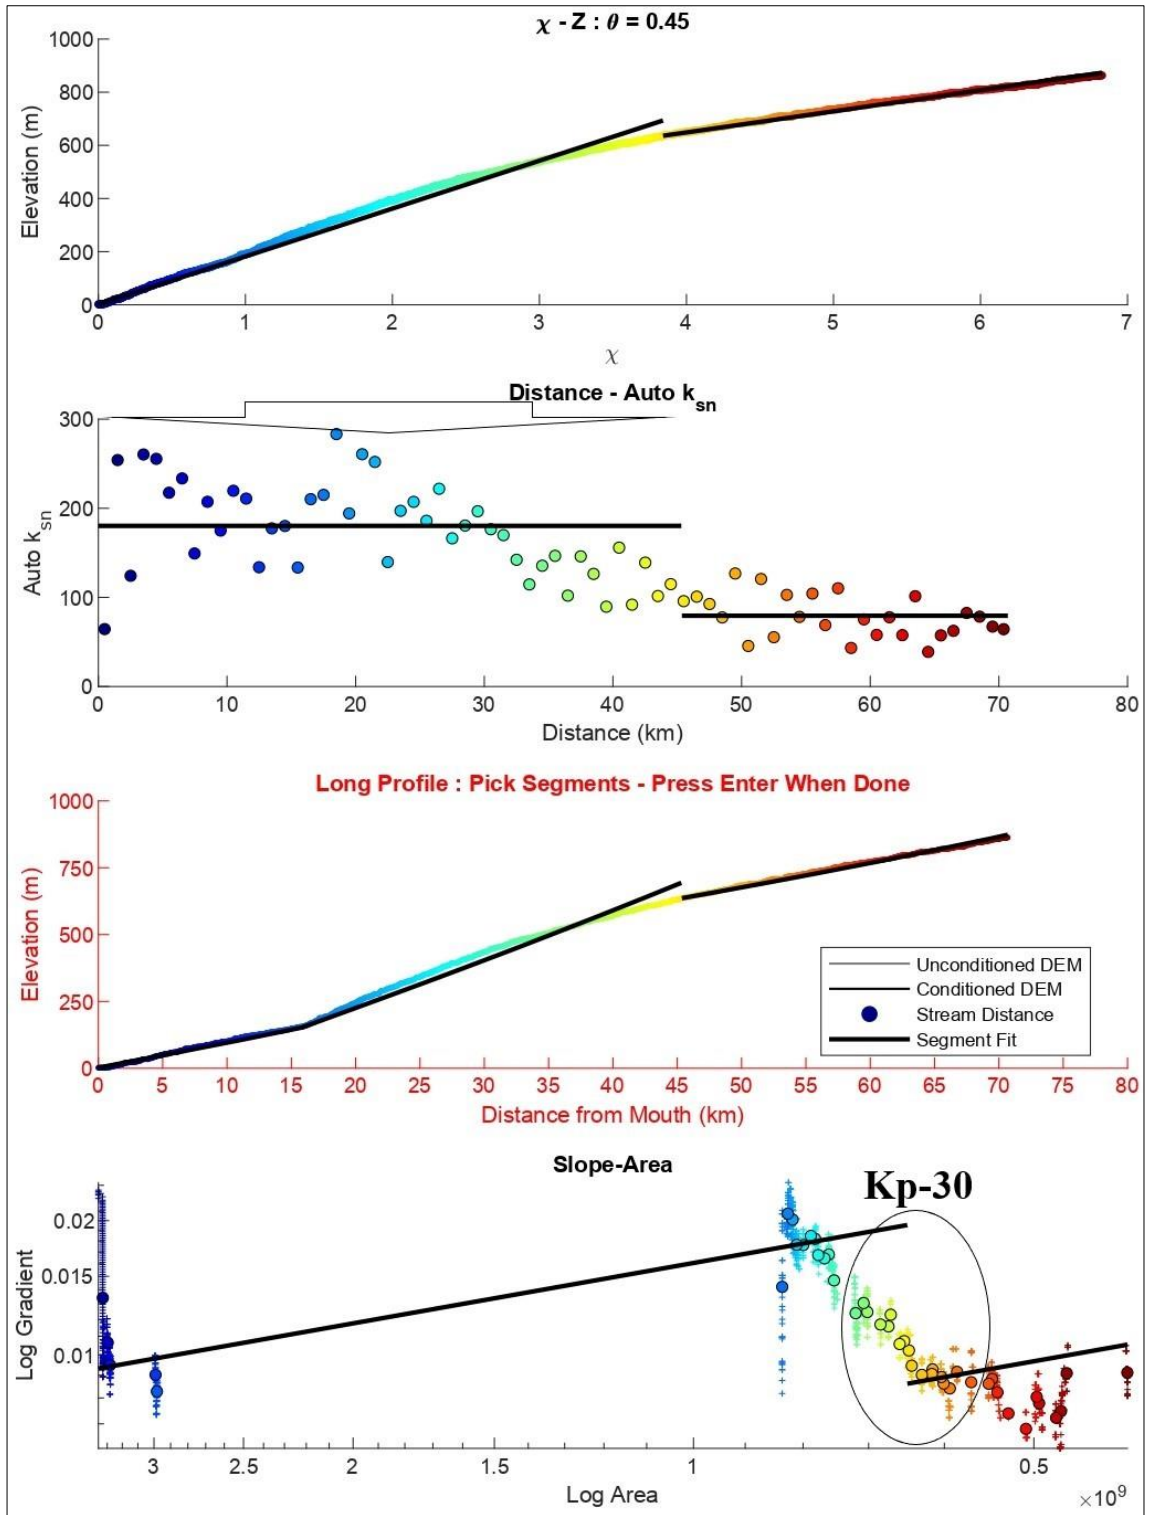 χ - Z : θ = 0.45
1000
800
600
400
200
0
Elevation (m)
0 1 2 3 4 5 6 7
χ
Distance - Auto ksn
300
200
100
0
Auto ksn
0 10 20 30 40 50 60 70 80
Distance (km)
Long Profile : Pick Segments - Press Enter When Done
1000
750
500
250
0
Elevation (m)
Unconditioned DEM
Conditioned DEM
Stream Distance
Segment Fit
0 5 10 15 20 25 30 35 40 45 50 55 60 65 70 75 80
Distance from Mouth (km)
Slope-Area
Kp-30
0.02
0.015
0.01
Log Gradient
3 2.5 2 1.5 1 0.5
Log Area
×10⁹